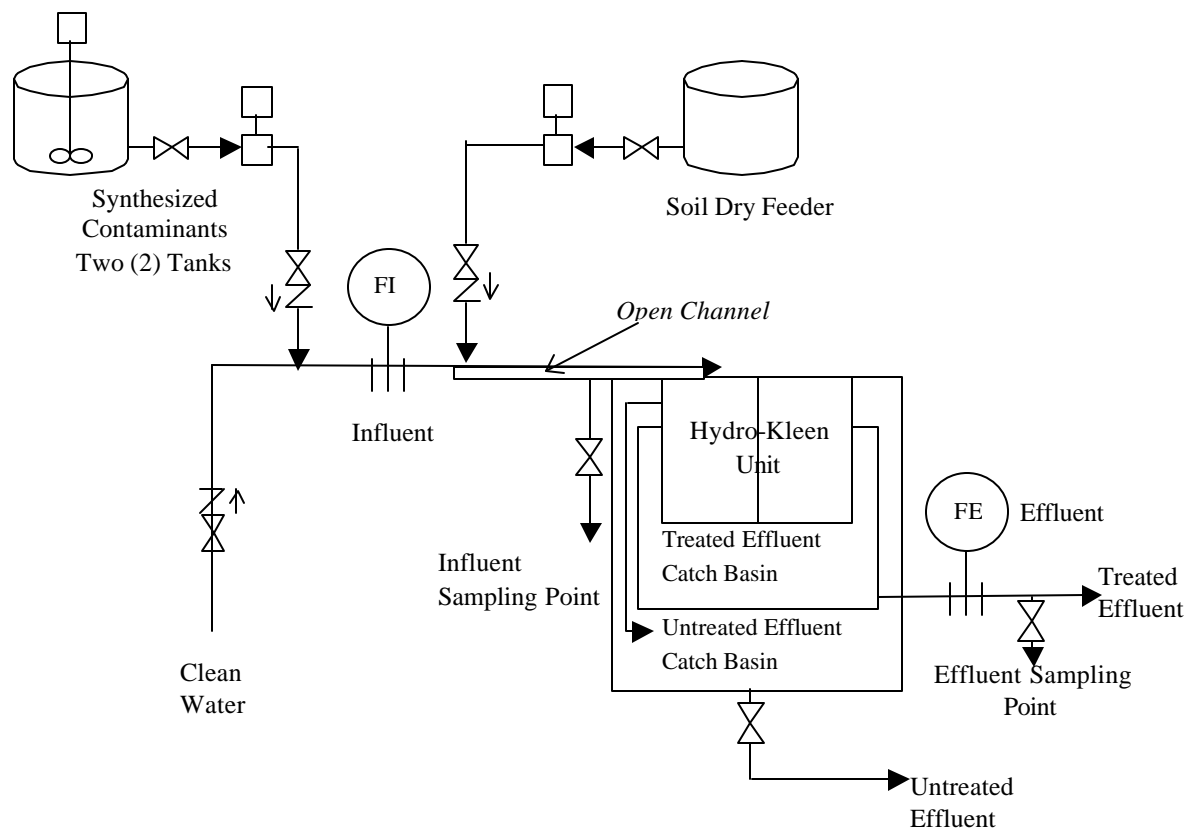 Synthesized
Contaminants
Two (2) Tanks
Soil Dry Feeder
FI
Open Channel
Influent
Hydro-Kleen
Unit
FE
Effluent
Influent
Sampling Point
Treated Effluent
Catch Basin
Treated
Effluent
Untreated Effluent
Catch Basin
Clean
Water
Effluent Sampling
Point
Untreated
Effluent